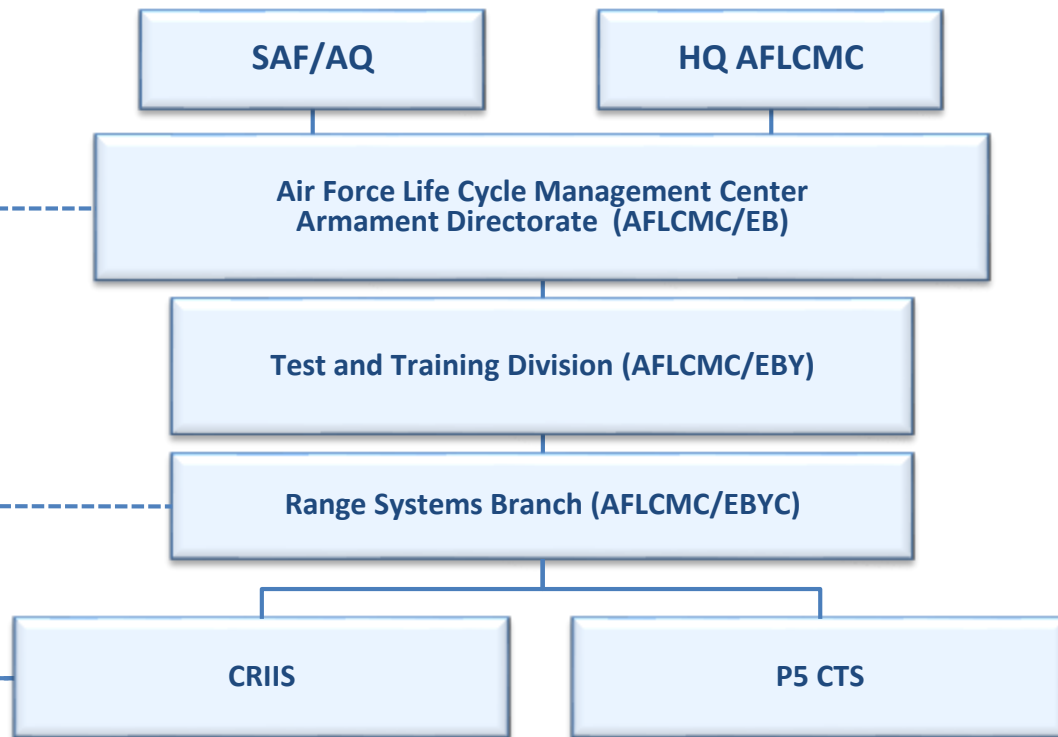 SAF/AQ
HQ AFLCMC
Air Force Life Cycle Management Center
Armament Directorate (AFLCMC/EB)
Test and Training Division (AFLCMC/EBY)
Range Systems Branch (AFLCMC/EBYC)
CRIIS
P5 CTS